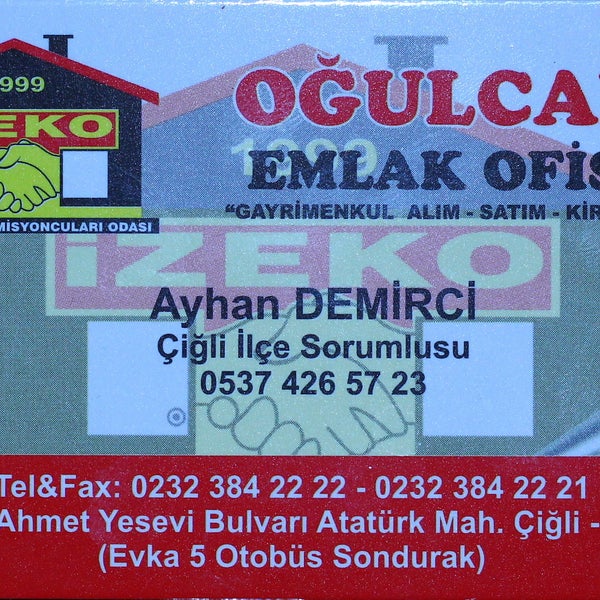 1999
OĞULCA
İZEKO
1999
EMLAK OFİS
MİSYONCULARI ODASI
"GAYRİMENKUL ALIM - SATIM - KİR
İZEKO
Ayhan DEMİRCİ
Çiğli İlçe Sorumlusu
0537 426 57 23
Tel&Fax: 0232 384 22 22 - 0232 384 22 21
Ahmet Yesevi Bulvarı Atatürk Mah. Çiğli -
(Evka 5 Otobüs Sondurak)